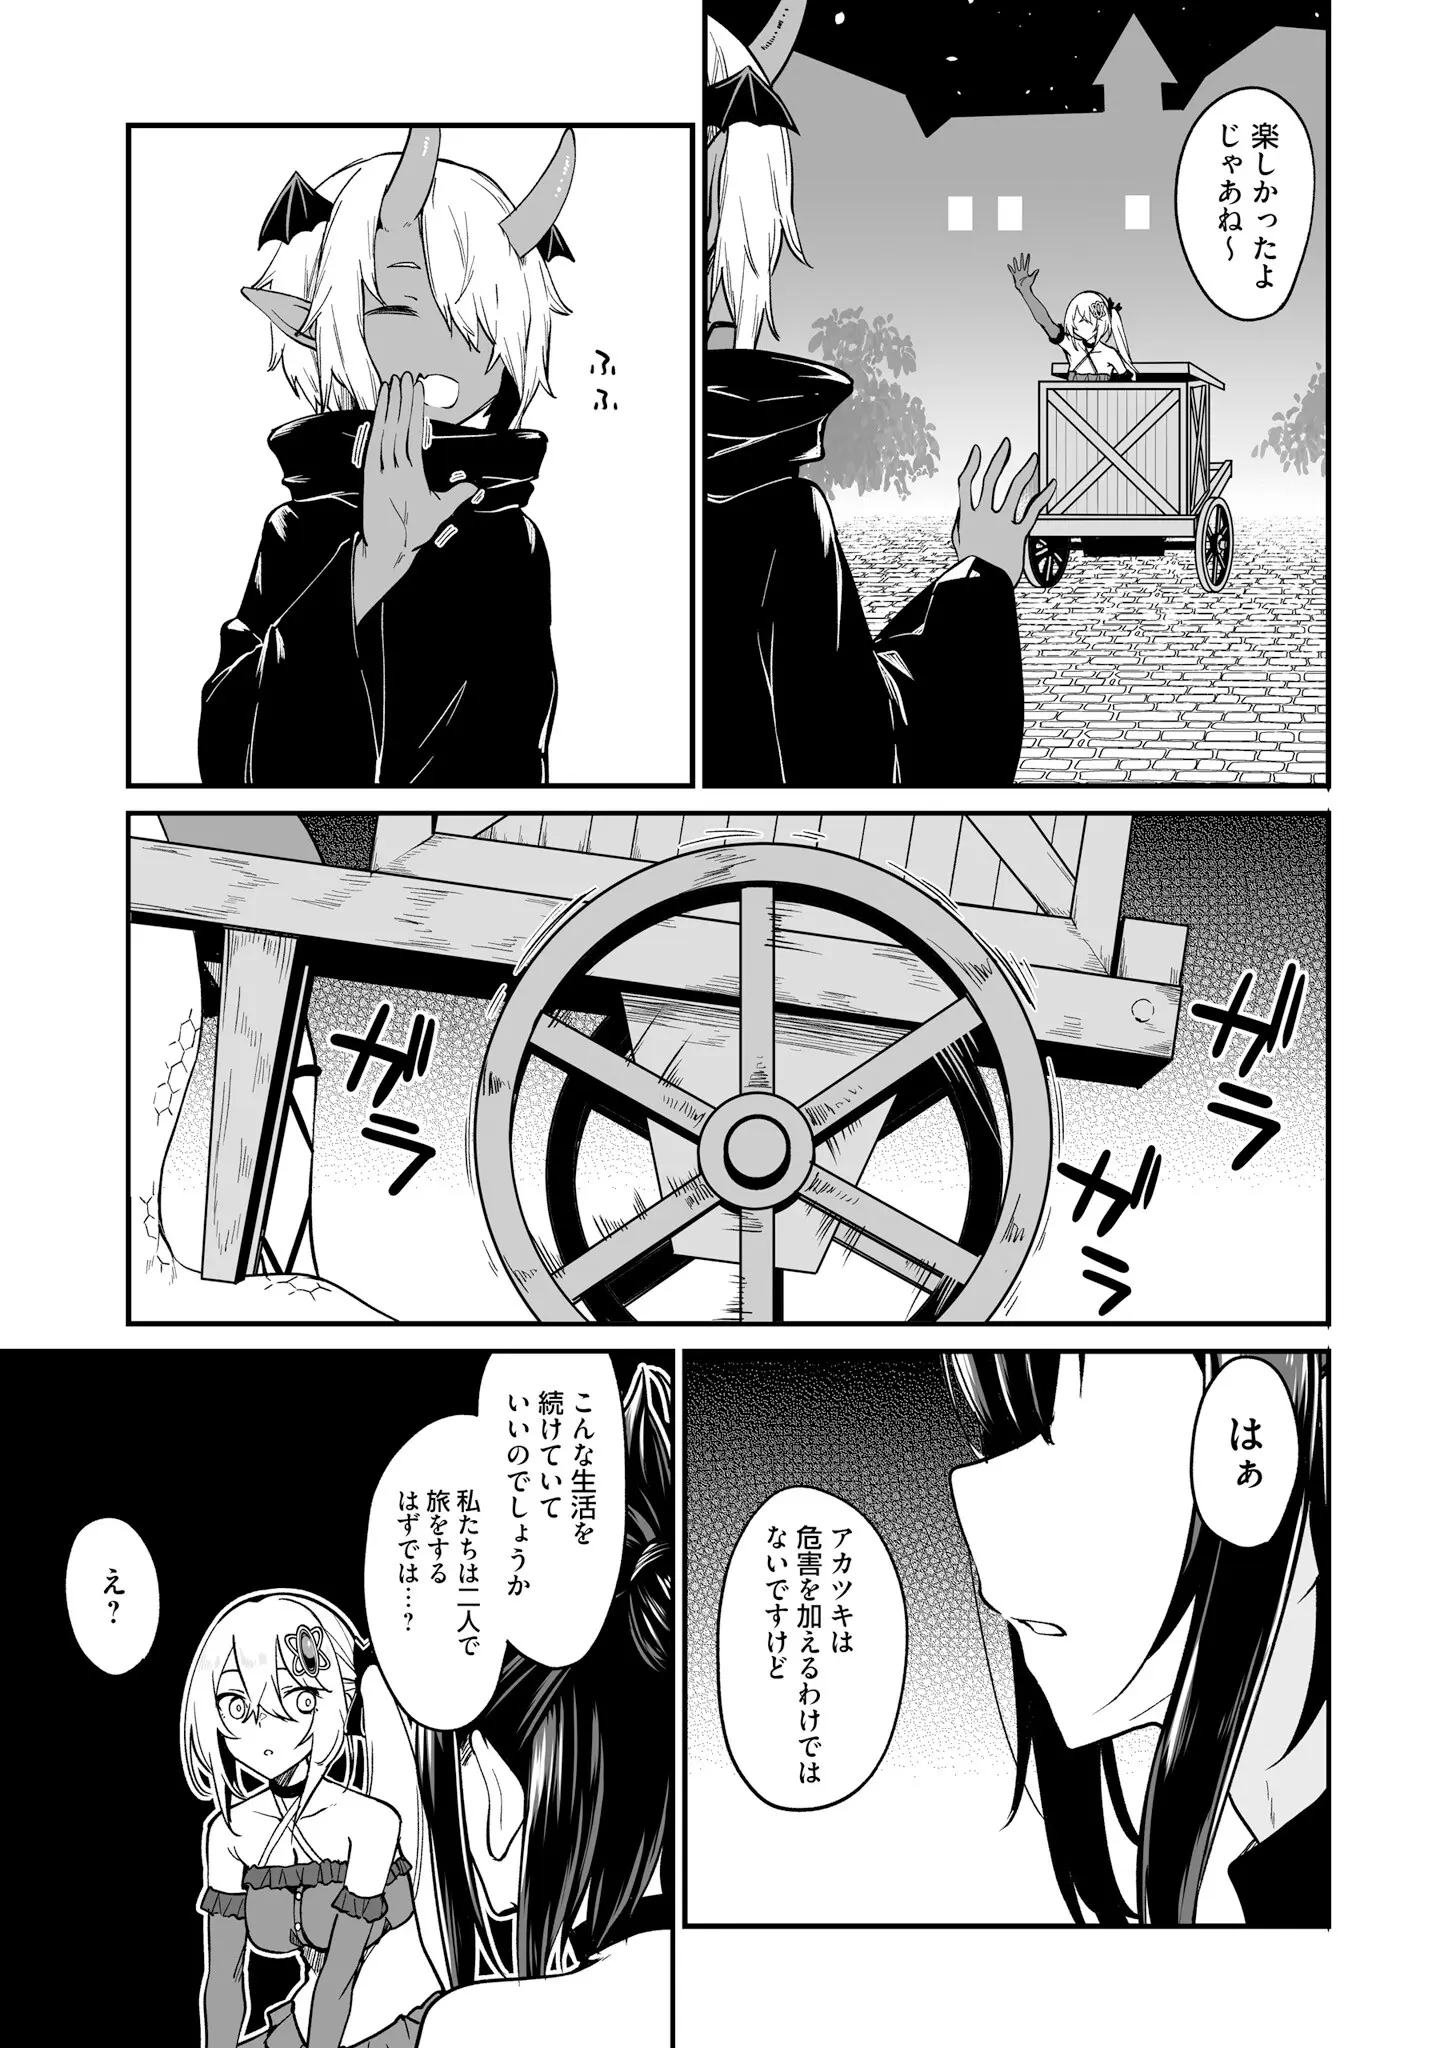 楽しかったよ
じゃあね〜
ふふ
ガラ
ガラ
はぁ
アカツキは
危害を加えるわけでは
ないですけど
こんな生活を
続けていて
いいのでしょうか
私たちは二人で
旅をする
はずでは…?
え?